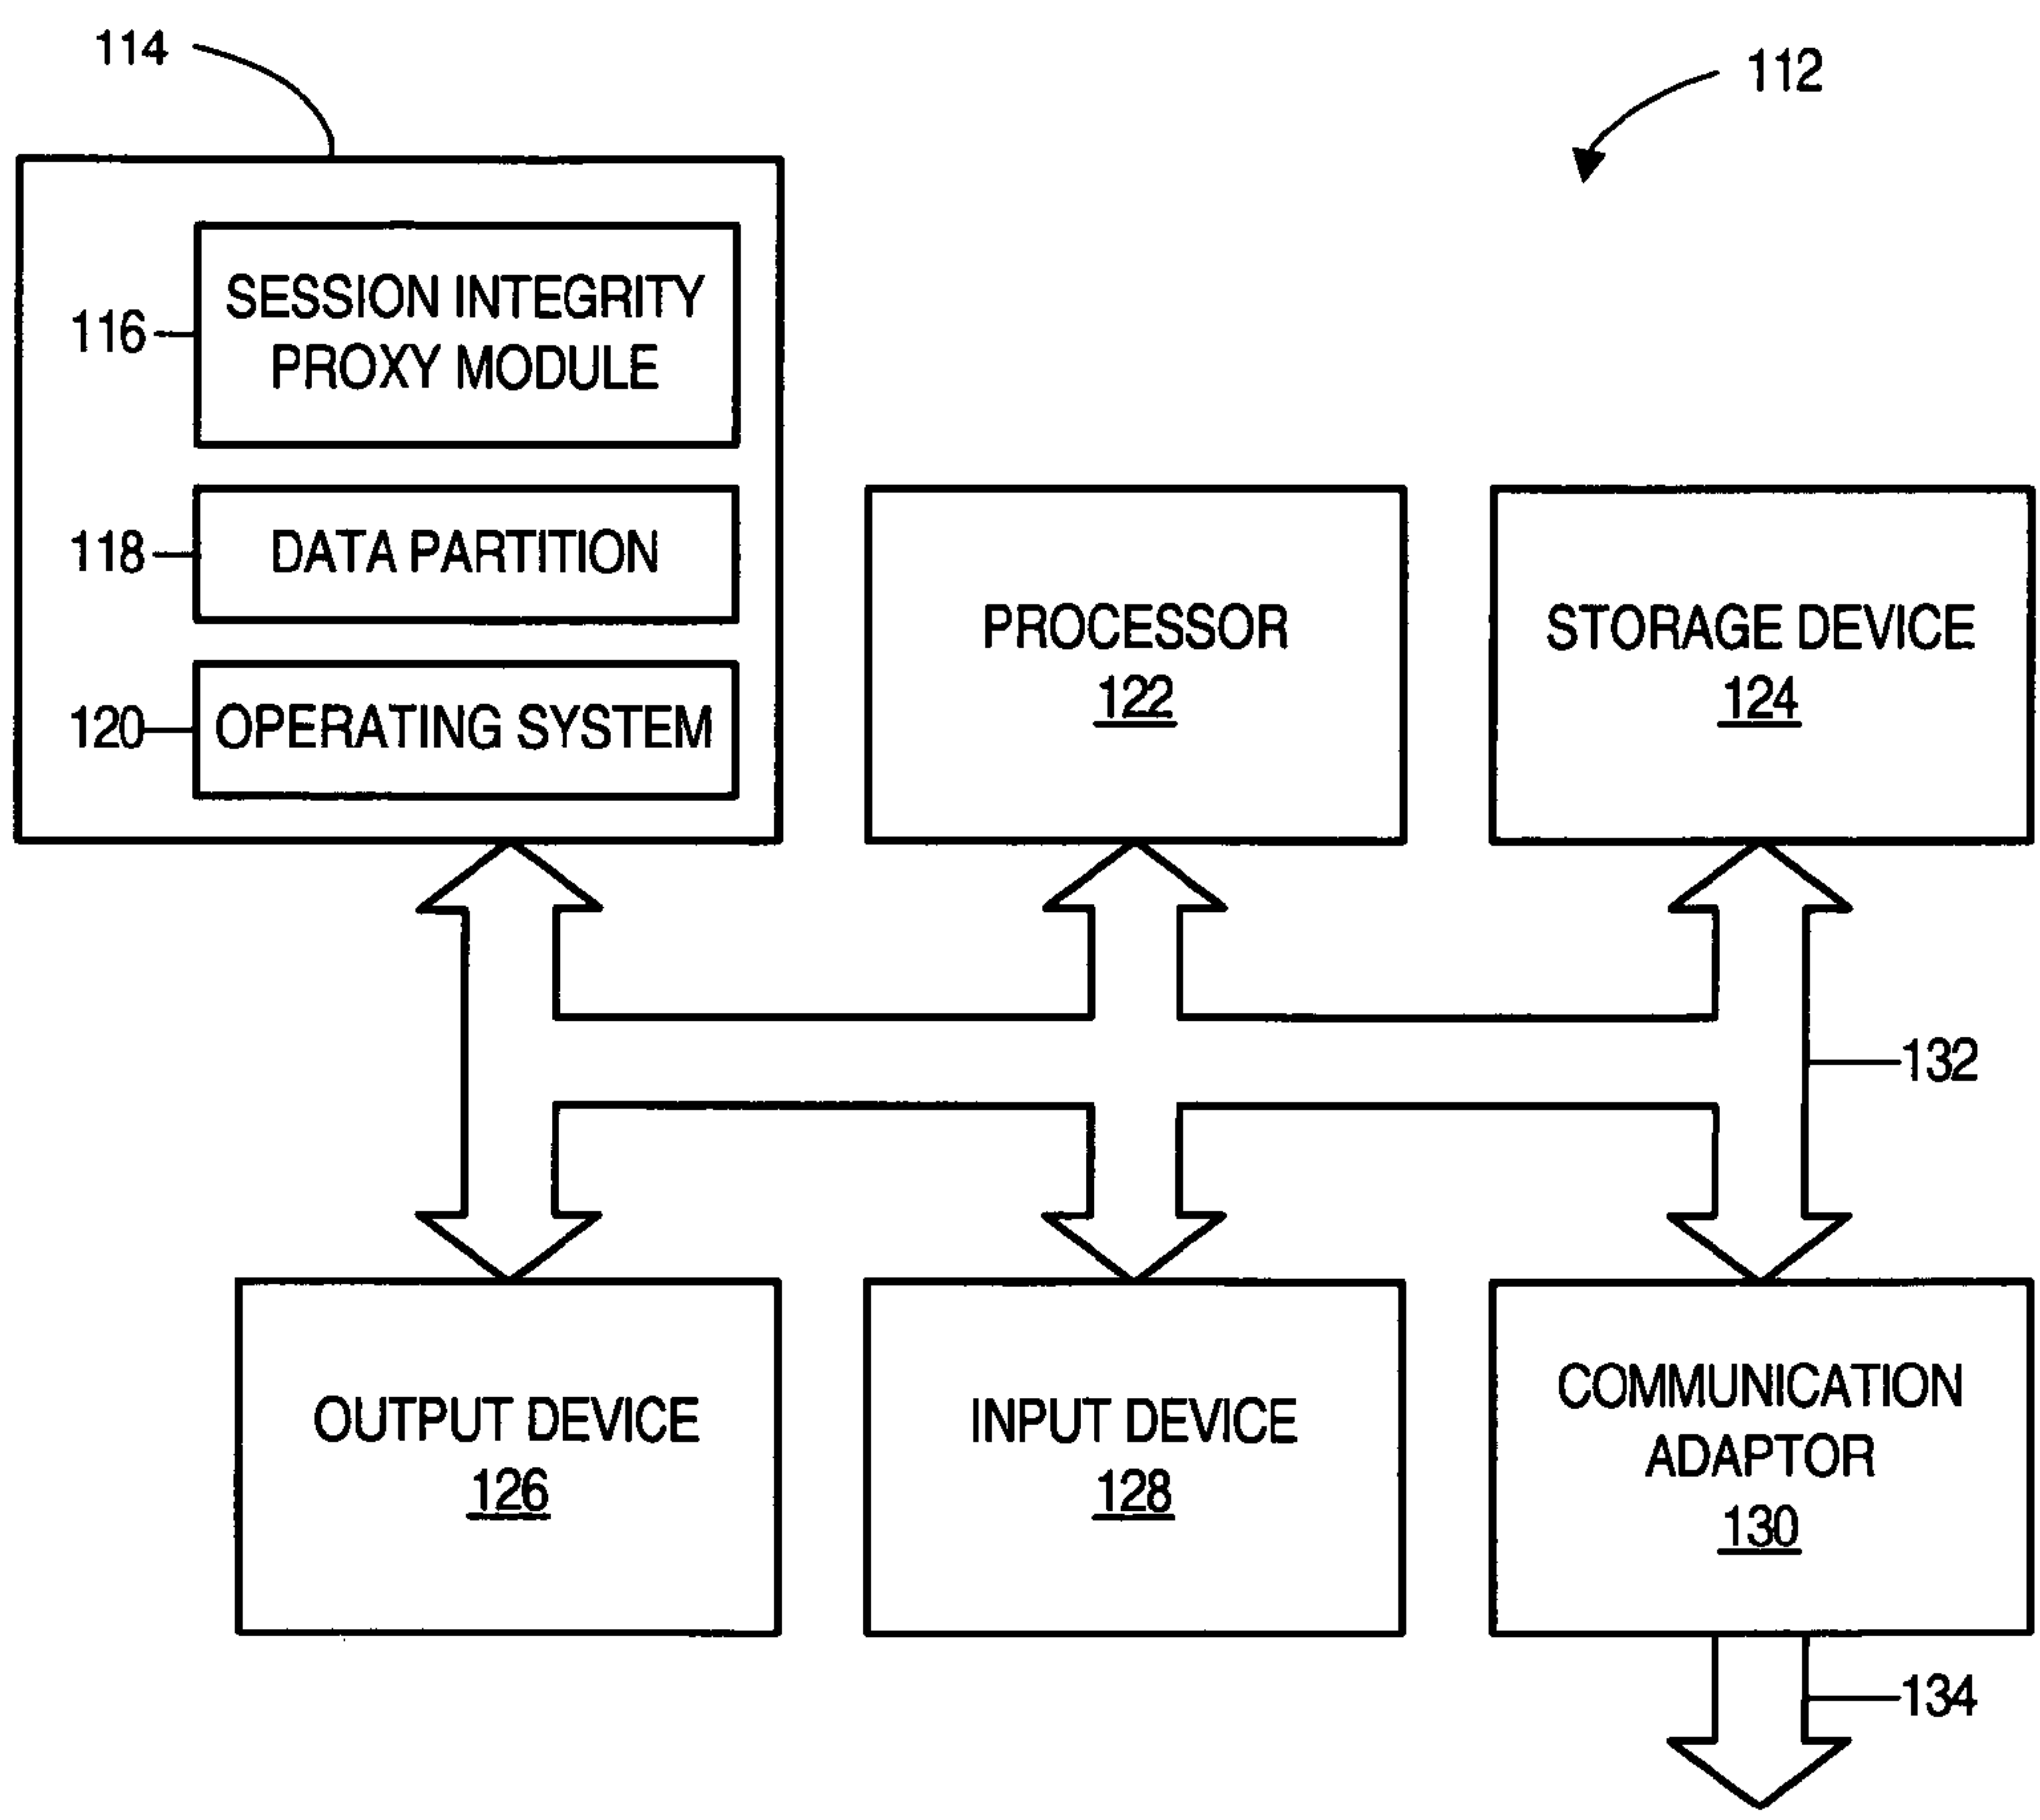 114
112
SESSION INTEGRITY
PROXY MODULE
116
118
DATA PARTITION
120
OPERATING SYSTEM
PROCESSOR
122
STORAGE DEVICE
124
132
OUTPUT DEVICE
126
INPUT DEVICE
128
COMMUNICATION
ADAPTOR
130
134